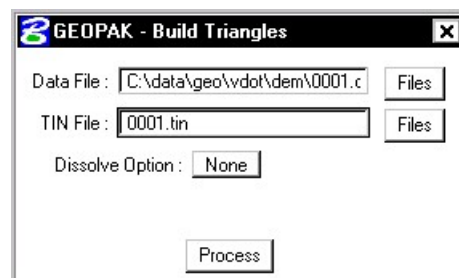 GEOPAK - Build Triangles
Data File : C:\data\geo\vdot\dem\0001.c Files
TIN File : 0001.tin Files
Dissolve Option : None
Process